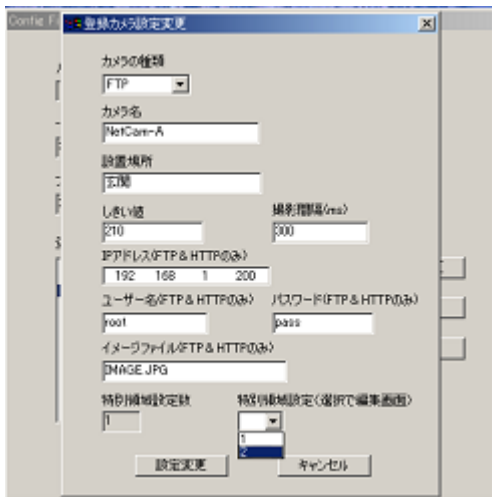 Config F
登録カメラ設定変更
カメラの種類
FTP
カメラ名
NetCam-A
設置場所
玄関
しきい値 撮影間隔(ms)
210 300
IPアドレス(FTP & HTTPのみ)
192 168 1 200
ユーザー名(FTP & HTTPのみ) パスワード(FTP & HTTPのみ)
root pass
イメージファイル(FTP & HTTPのみ)
IMAGE.JPG
特別領域設定数 特別領域設定(選択で編集画面)
1
1
2
設定変更 キャンセル